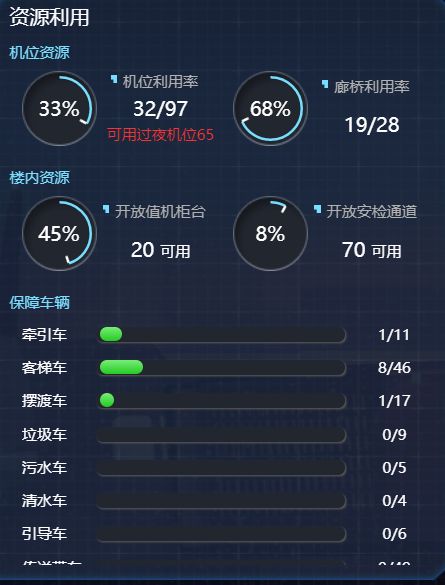 资源利用
机位资源
33%
机位利用率
32/97
可用过夜机位65
68%
廊桥利用率
19/28
楼内资源
45%
开放值机柜台
20 可用
8%
开放安检通道
70 可用
保障车辆
牵引车 1/11
客梯车 8/46
摆渡车 1/17
垃圾车 0/9
污水车 0/5
清水车 0/4
引导车 0/6